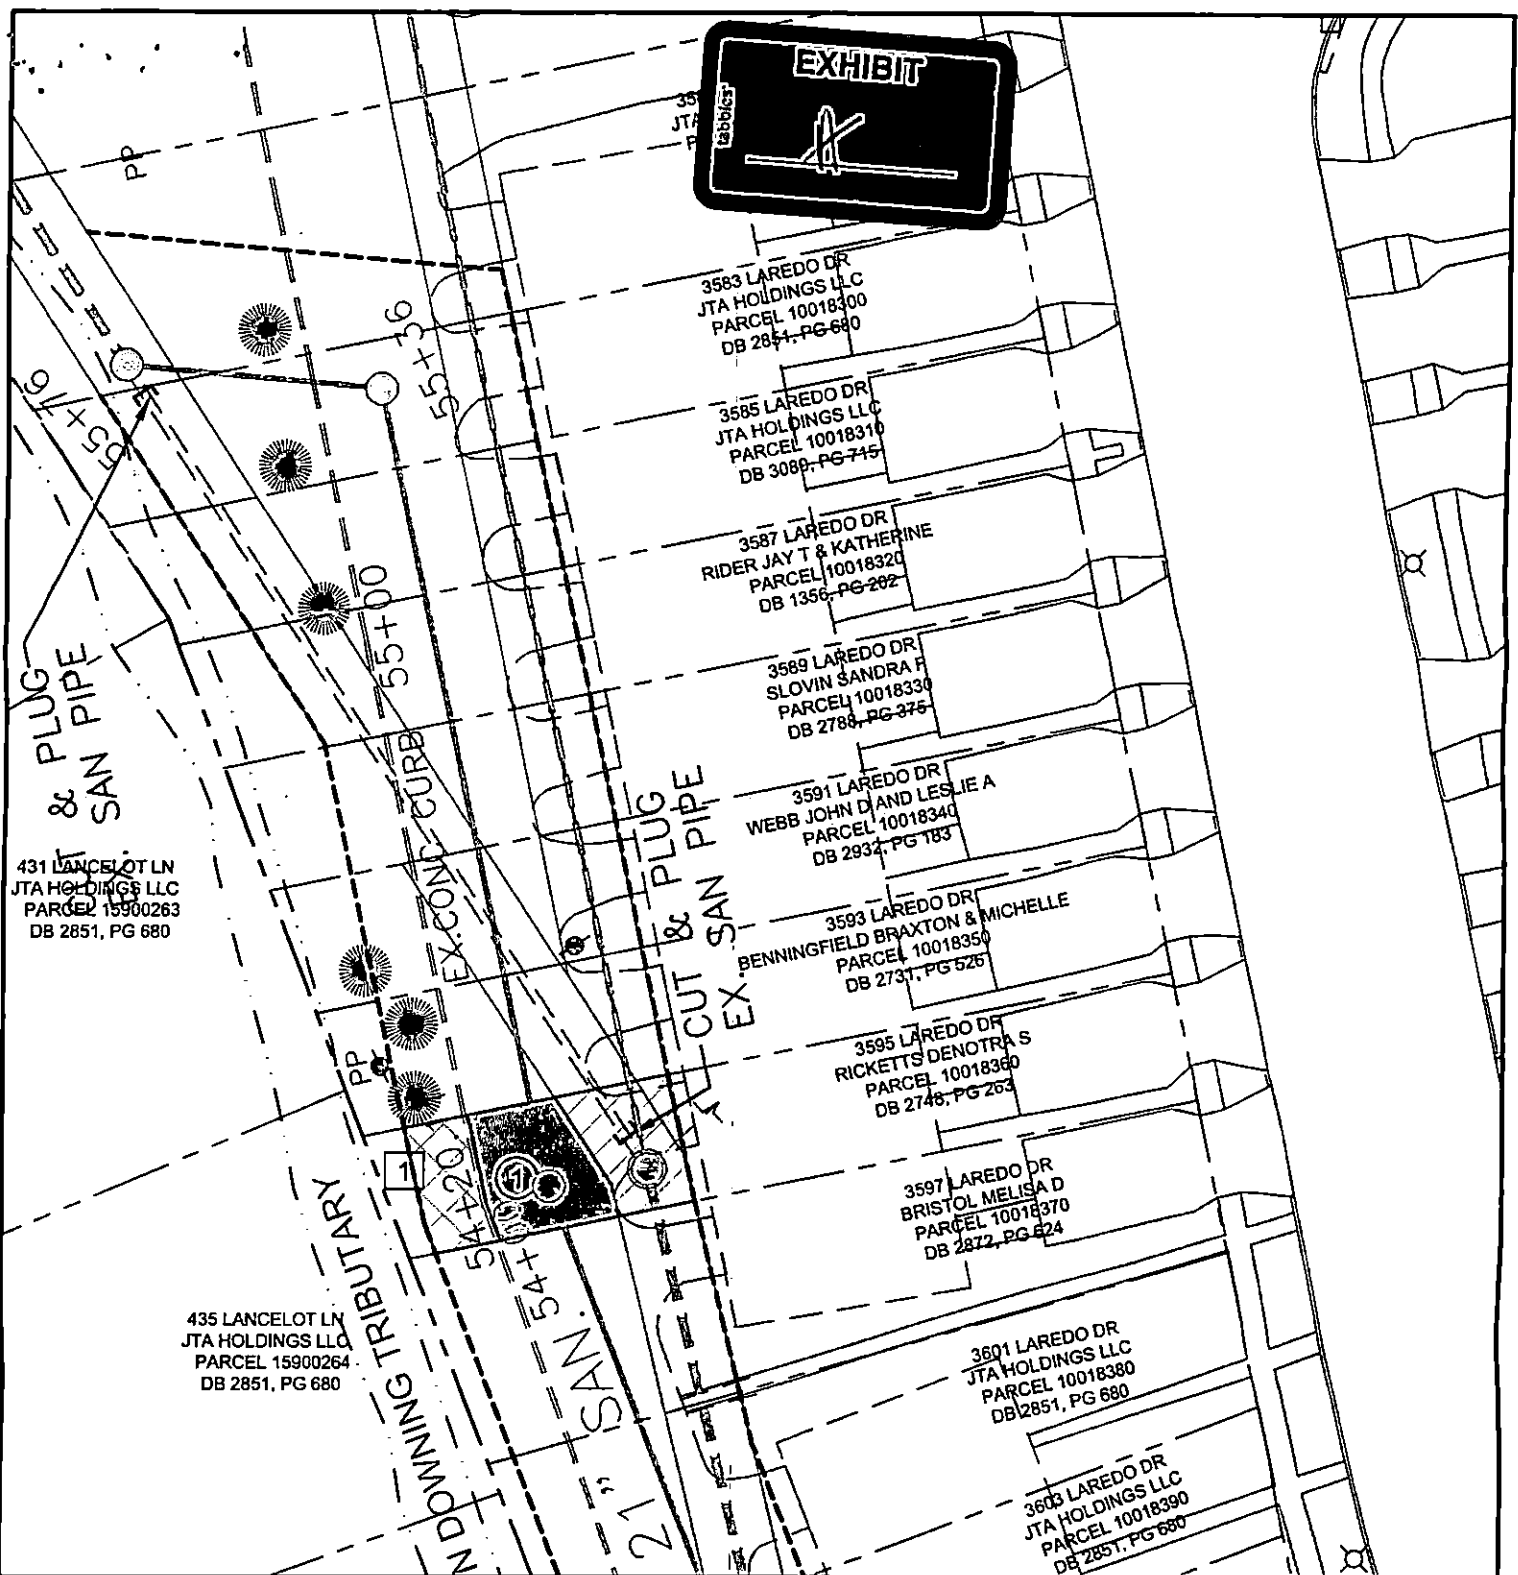 EXHIBIT
tabbies'
A
35
JTA
P
PP
3583 LAREDO DR
JTA HOLDINGS LLC
PARCEL 10018300
DB 2851, PG 680
55+36
55+16
3585 LAREDO DR
JTA HOLDINGS LLC
PARCEL 10018310
DB 3089, PG 715
3587 LAREDO DR
RIDER JAY T & KATHERINE
PARCEL 10018320
DB 1356, PG 202
55+00
3589 LAREDO DR
SLOVIN SANDRA F
PARCEL 10018330
DB 2788, PG 375
CUT & PLUG
EX. SAN PIPE
EX.CONC.CURB
3591 LAREDO DR
WEBB JOHN D AND LESLIE A
PARCEL 10018340
DB 2932, PG 183
CUT & PLUG
EX. SAN PIPE
431 LANCELOT LN
JTA HOLDINGS LLC
PARCEL 15900263
DB 2851, PG 680
3593 LAREDO DR
BENNINGFIELD BRAXTON & MICHELLE
PARCEL 10018350
DB 2731, PG 526
3595 LAREDO DR
RICKETTS DENOTRA S
PARCEL 10018360
DB 2748, PG 263
PP
1
54+20
1
3597 LAREDO DR
BRISTOL MELISA D
PARCEL 10018370
DB 2872, PG 624
435 LANCELOT LN
JTA HOLDINGS LLC
PARCEL 15900264
DB 2851, PG 680
N DOWNING TRIBUTARY
21" SAN.
3601 LAREDO DR
JTA HOLDINGS LLC
PARCEL 10018380
DB 2851, PG 680
3603 LAREDO DR
JTA HOLDINGS LLC
PARCEL 10018390
DB 2851, PG 680